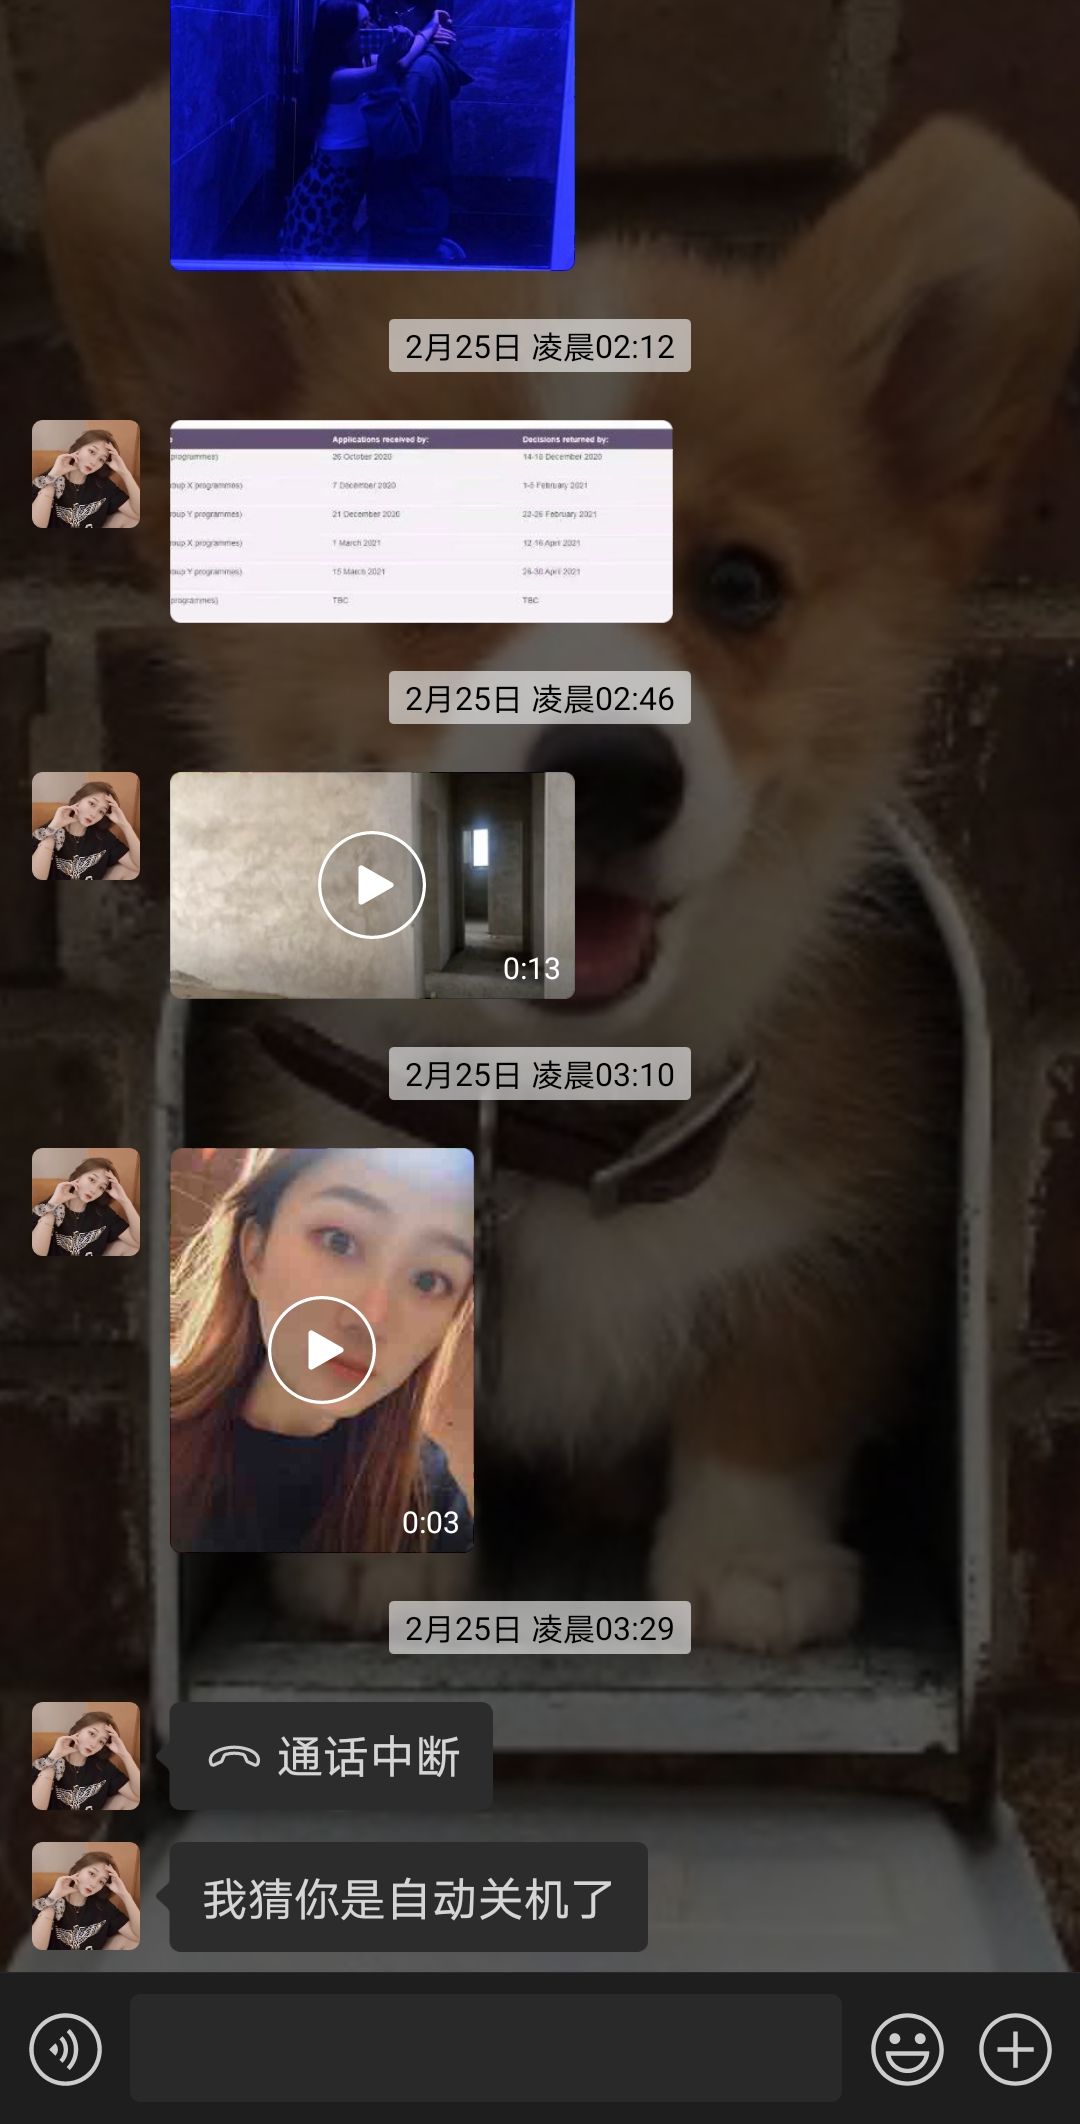 2月25日 凌晨02:12
Applications received by: Decisions returned by:
programmes) 26 October 2020 14-18 December 2020
oup X programmes) 7 December 2020 1-5 February 2021
oup Y programmes) 21 December 2020 22-26 February 2021
oup X programmes) 1 March 2021 12-16 April 2021
oup Y programmes) 15 March 2021 26-30 April 2021
programmes) TBC TBC
2月25日 凌晨02:46
0:13
2月25日 凌晨03:10
0:03
2月25日 凌晨03:29
通话中断
我猜你是自动关机了